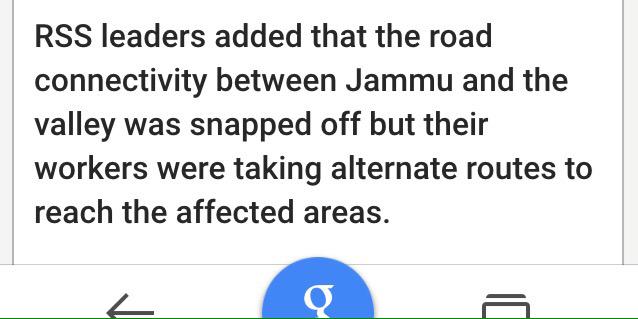 RSS leaders added that the road
connectivity between Jammu and the
valley was snapped off but their
workers were taking alternate routes to
reach the affected areas.
g